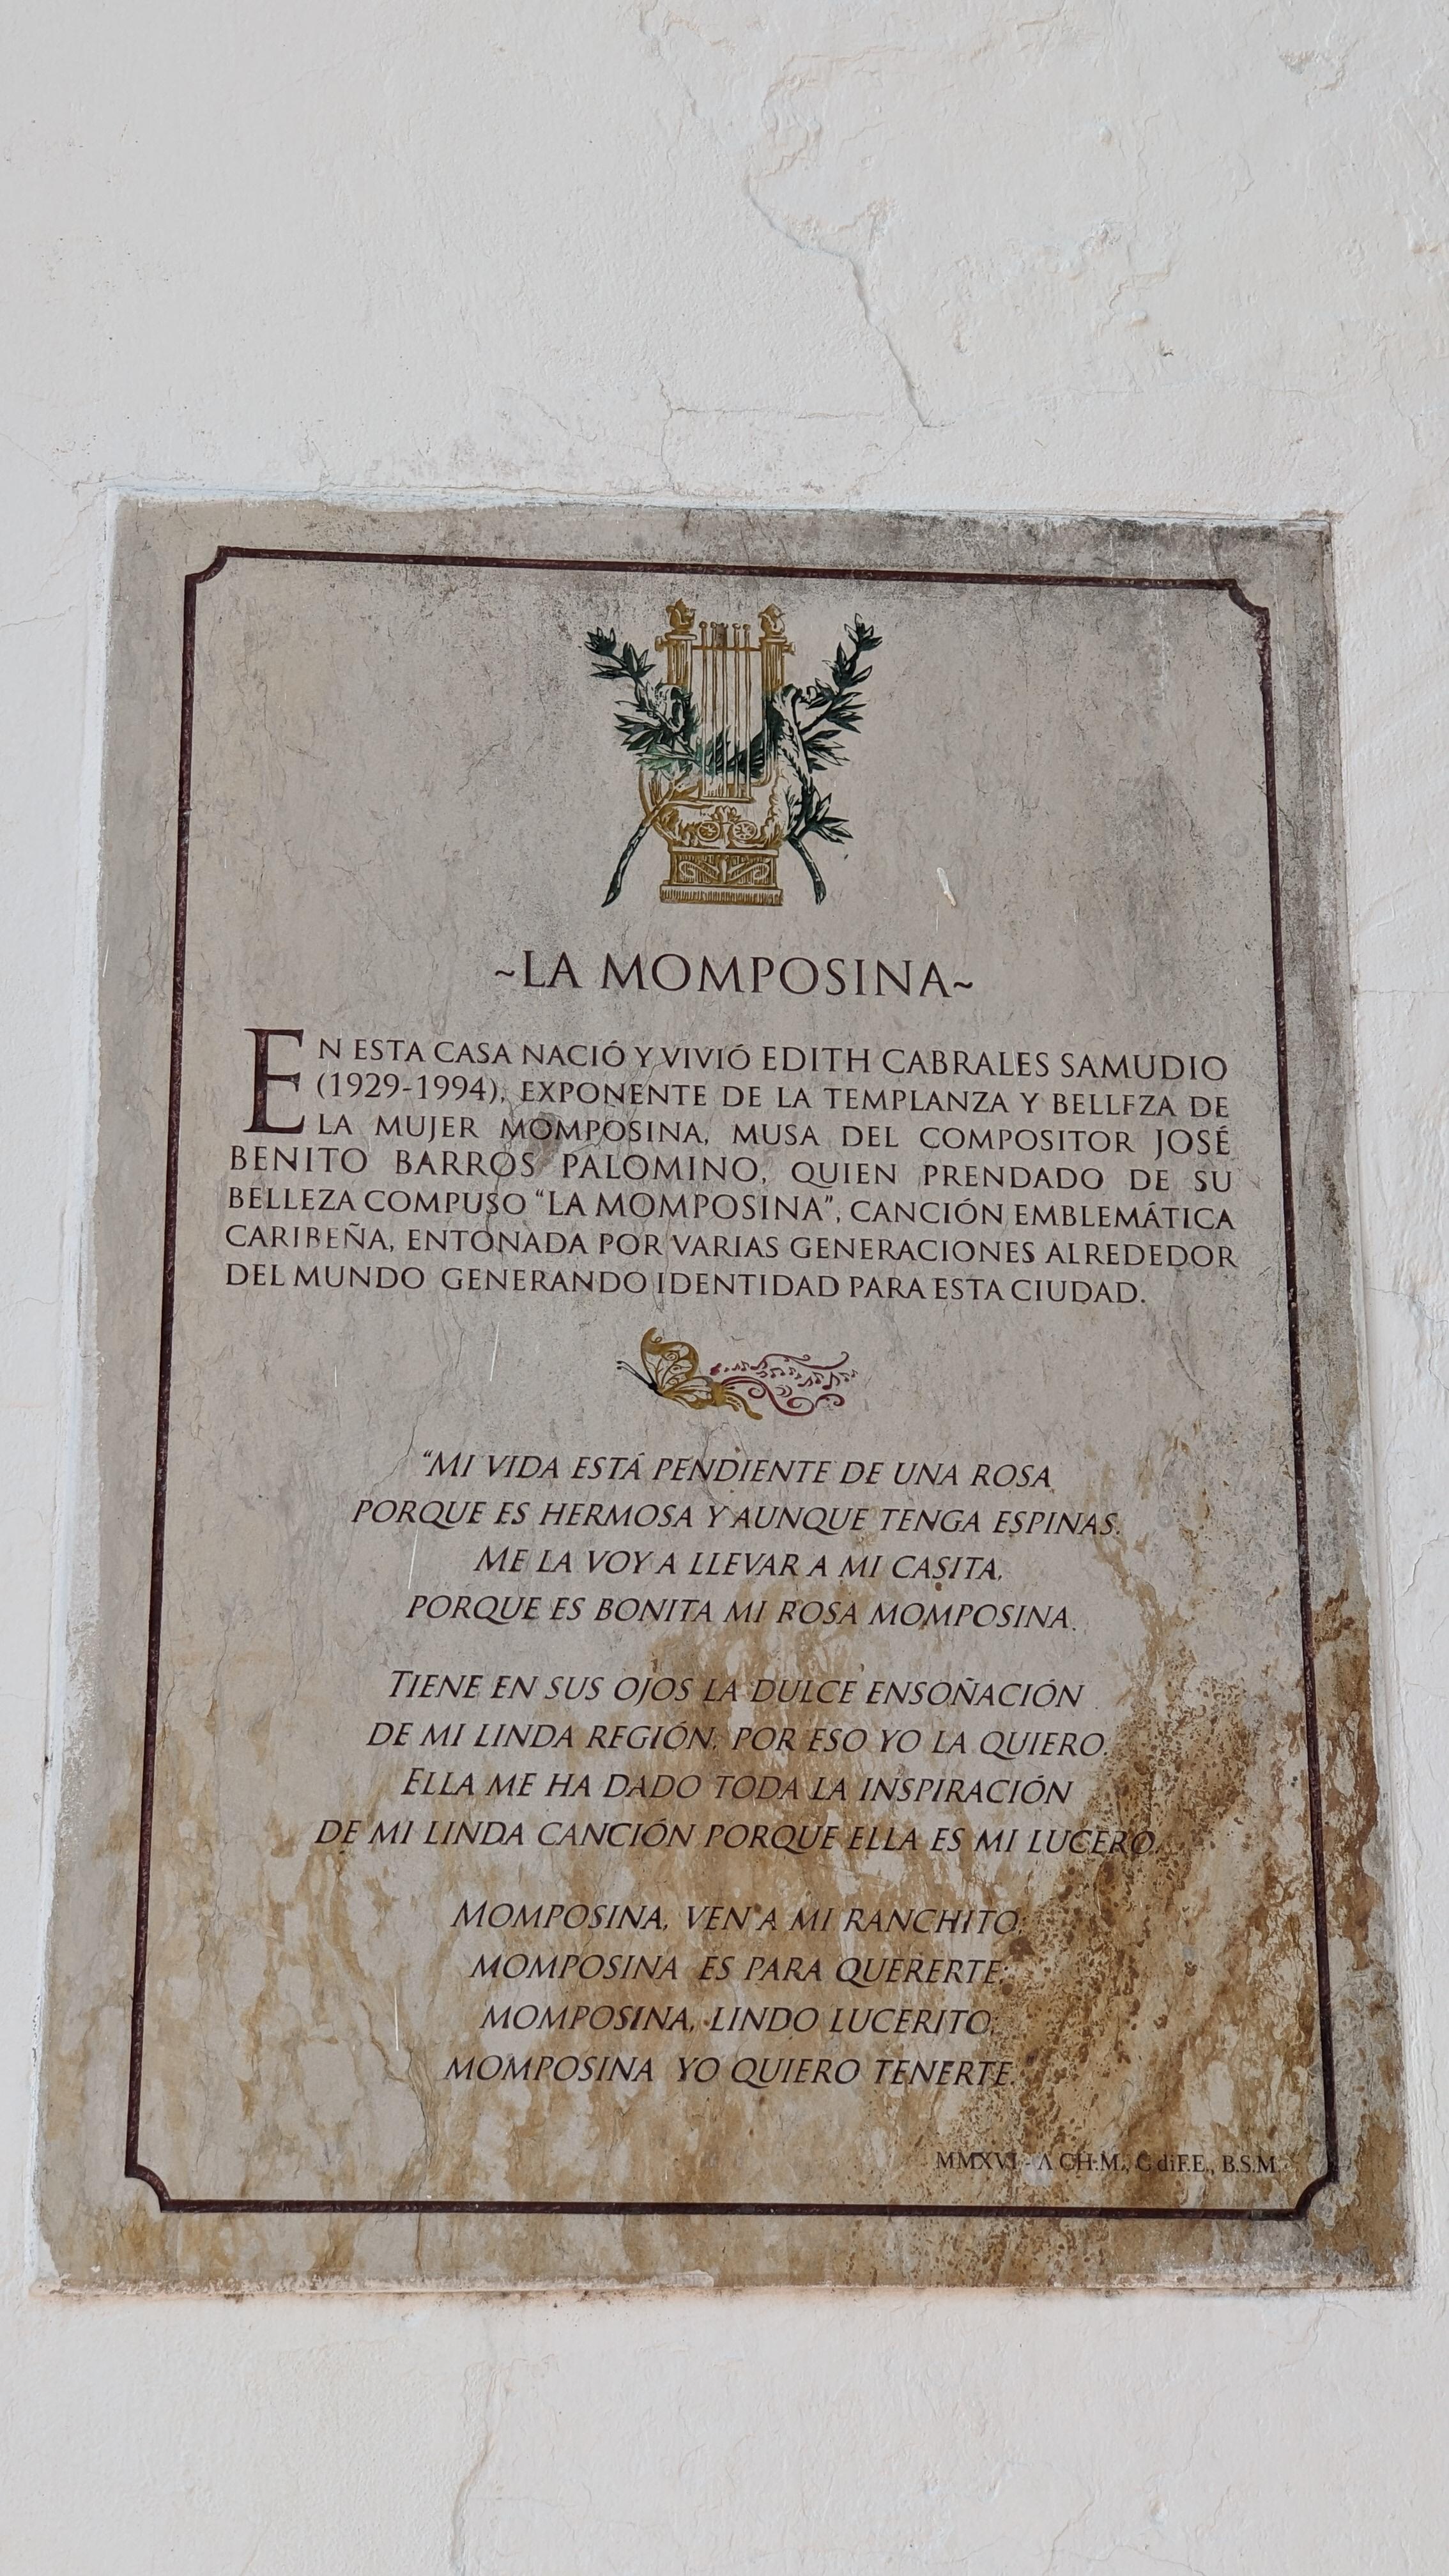 ~LA MOMPOSINA~
EN ESTA CASA NACIÓ Y VIVIÓ EDITH CABRALES SAMUDIO
(1929-1994), EXPONENTE DE LA TEMPLANZA Y BELLEZA DE
LA MUJER MOMPOSINA, MUSA DEL COMPOSITOR JOSÉ
BENITO BARROS PALOMINO, QUIEN PRENDADO DE SU
BELLEZA COMPUSO "LA MOMPOSINA", CANCIÓN EMBLEMÁTICA
CARIBEÑA, ENTONADA POR VARIAS GENERACIONES ALREDEDOR
DEL MUNDO GENERANDO IDENTIDAD PARA ESTA CIUDAD.
"MI VIDA ESTÁ PENDIENTE DE UNA ROSA
PORQUE ES HERMOSA Y AUNQUE TENGA ESPINAS.
ME LA VOY A LLEVAR A MI CASITA,
PORQUE ES BONITA MI ROSA MOMPOSINA.
TIENE EN SUS OJOS LA DULCE ENSOÑACIÓN
DE MI LINDA REGIÓN; POR ESO YO LA QUIERO.
ELLA ME HA DADO TODA LA INSPIRACIÓN
DE MI LINDA CANCIÓN PORQUE ELLA ES MI LUCERO.
MOMPOSINA, VEN A MI RANCHITO;
MOMPOSINA ES PARA QUERERTE;
MOMPOSINA, LINDO LUCERITO;
MOMPOSINA YO QUIERO TENERTE.
MMXVI - A CH.M., C diF.E., B.S.M.